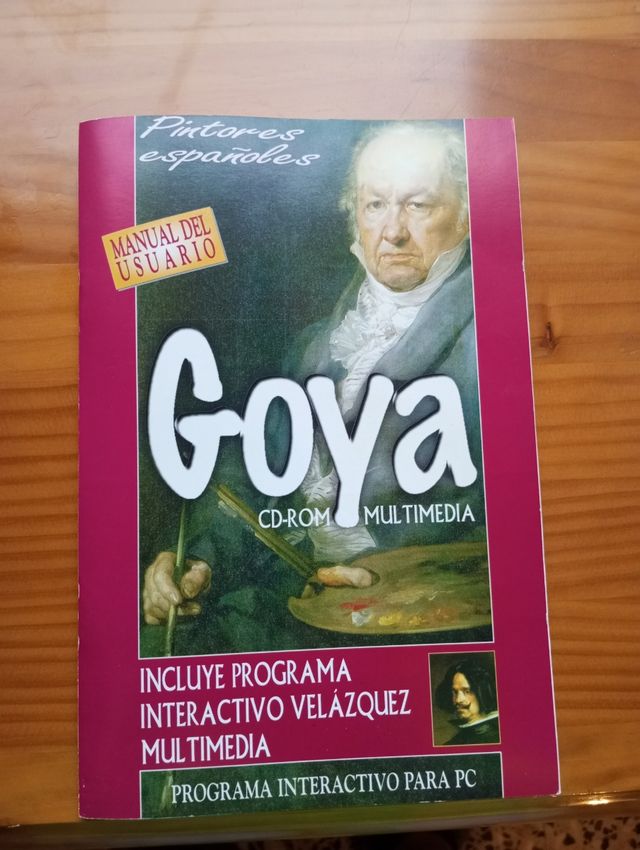 Pintores
españoles
MANUAL DEL
USUARIO
Goya
CD-ROM MULTIMEDIA
INCLUYE PROGRAMA
INTERACTIVO VELÁZQUEZ
MULTIMEDIA
PROGRAMA INTERACTIVO PARA PC